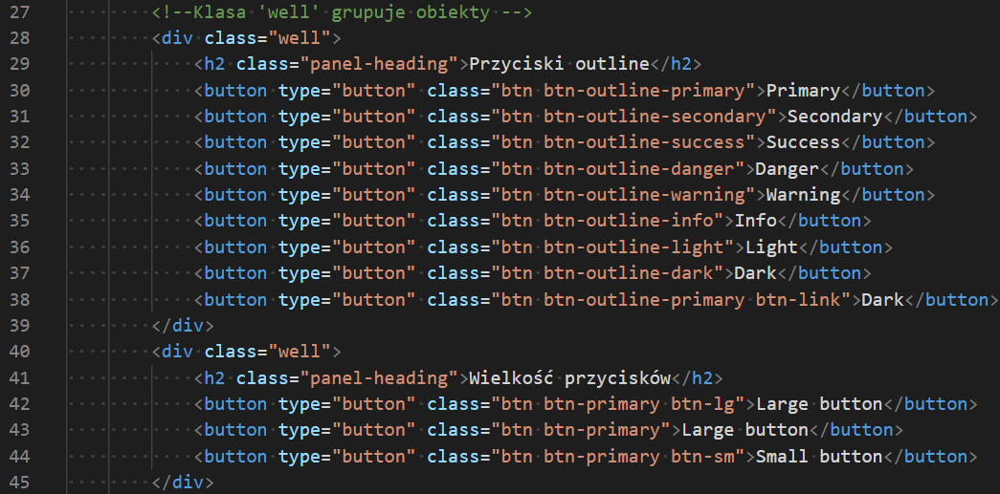 27 <!--Klasa 'well' grupuje obiekty -->
28 <div class="well">
29 <h2 class="panel-heading">Przyciski outline</h2>
30 <button type="button" class="btn btn-outline-primary">Primary</button>
31 <button type="button" class="btn btn-outline-secondary">Secondary</button>
32 <button type="button" class="btn btn-outline-success">Success</button>
33 <button type="button" class="btn btn-outline-danger">Danger</button>
34 <button type="button" class="btn btn-outline-warning">Warning</button>
35 <button type="button" class="btn btn-outline-info">Info</button>
36 <button type="button" class="btn btn-outline-light">Light</button>
37 <button type="button" class="btn btn-outline-dark">Dark</button>
38 <button type="button" class="btn btn-outline-primary btn-link">Dark</button>
39 </div>
40 <div class="well">
41 <h2 class="panel-heading">Wielkość przycisków</h2>
42 <button type="button" class="btn btn-primary btn-lg">Large button</button>
43 <button type="button" class="btn btn-primary">Large button</button>
44 <button type="button" class="btn btn-primary btn-sm">Small button</button>
45 </div>